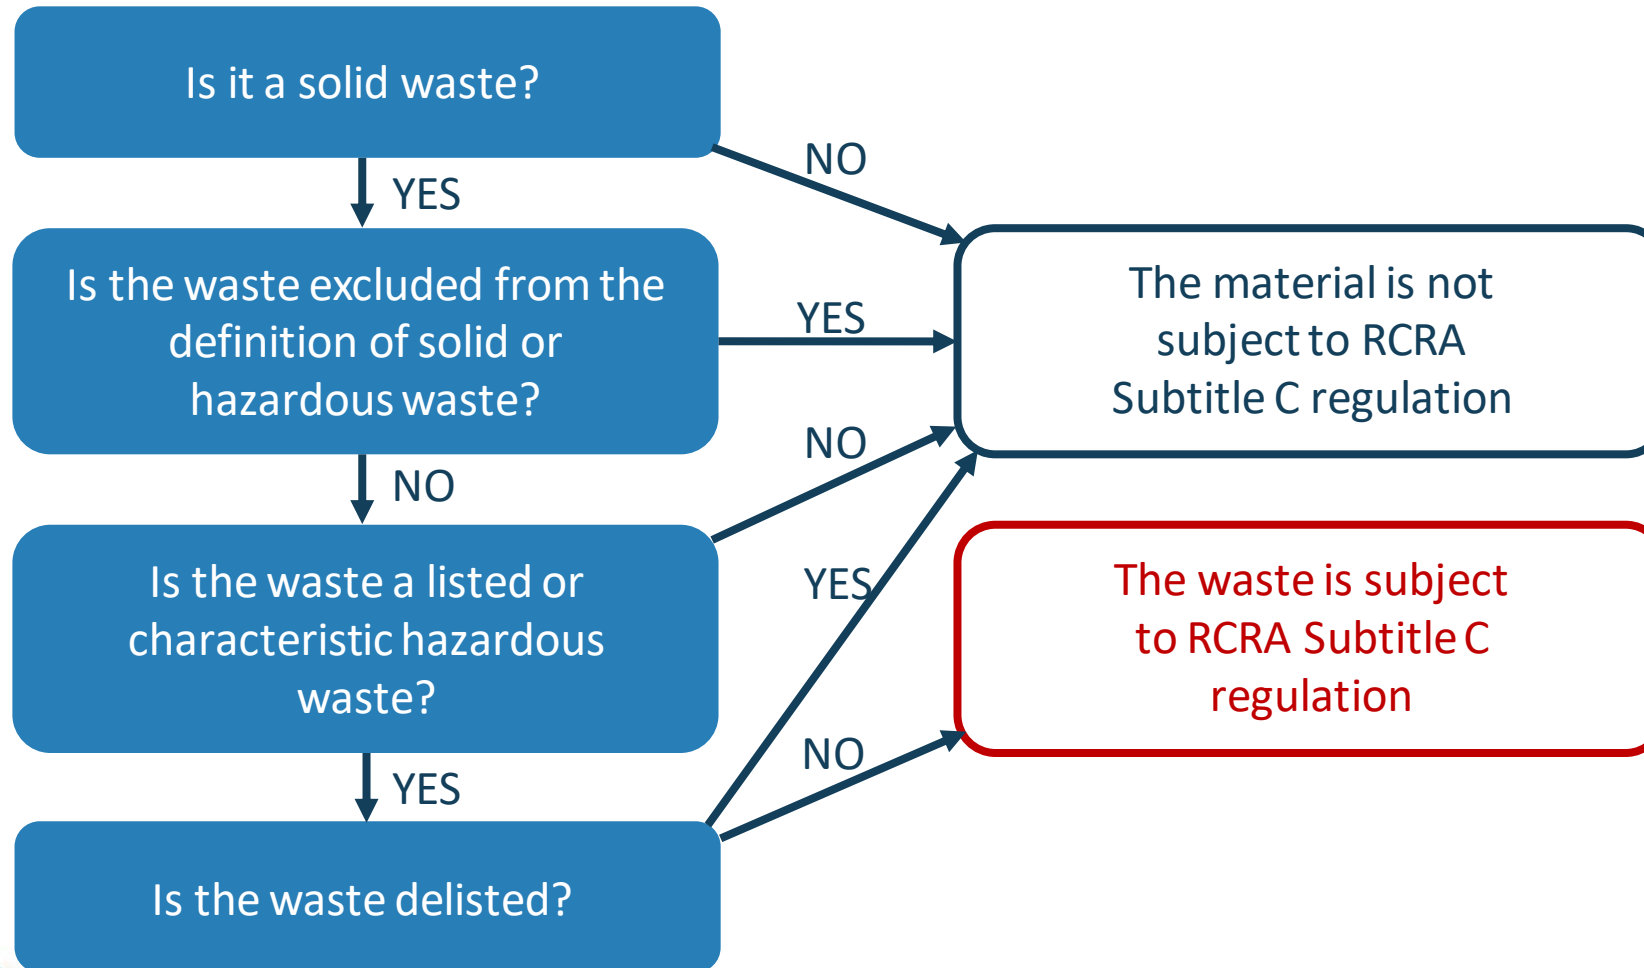 Is it a solid waste?
NO
YES
Is the waste excluded from the
definition of solid or
hazardous waste?
YES
The material is not
subject to RCRA
Subtitle C regulation
NO
NO
Is the waste a listed or
characteristic hazardous
waste?
YES
The waste is subject
to RCRA Subtitle C
regulation
NO
YES
Is the waste delisted?